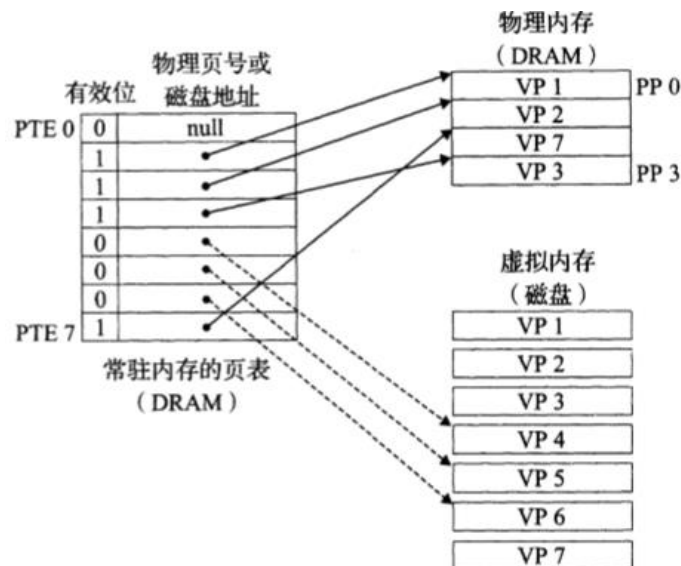 物理页号或
磁盘地址
有效位
PTE 0 0 null
1
1
1
0
0
0
PTE 7 1
常驻内存的页表
（DRAM）
物理内存
（DRAM）
VP 1 PP 0
VP 2
VP 7
VP 3 PP 3
虚拟内存
（磁盘）
VP 1
VP 2
VP 3
VP 4
VP 5
VP 6
VP 7